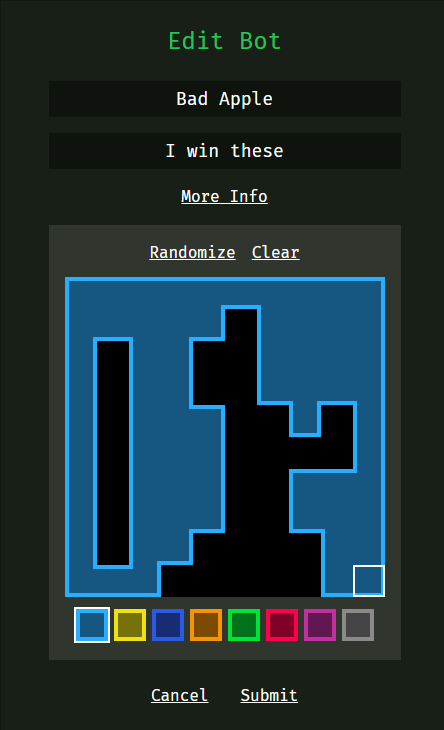 Edit Bot
Bad Apple
I win these
More Info
Randomize Clear
Cancel Submit